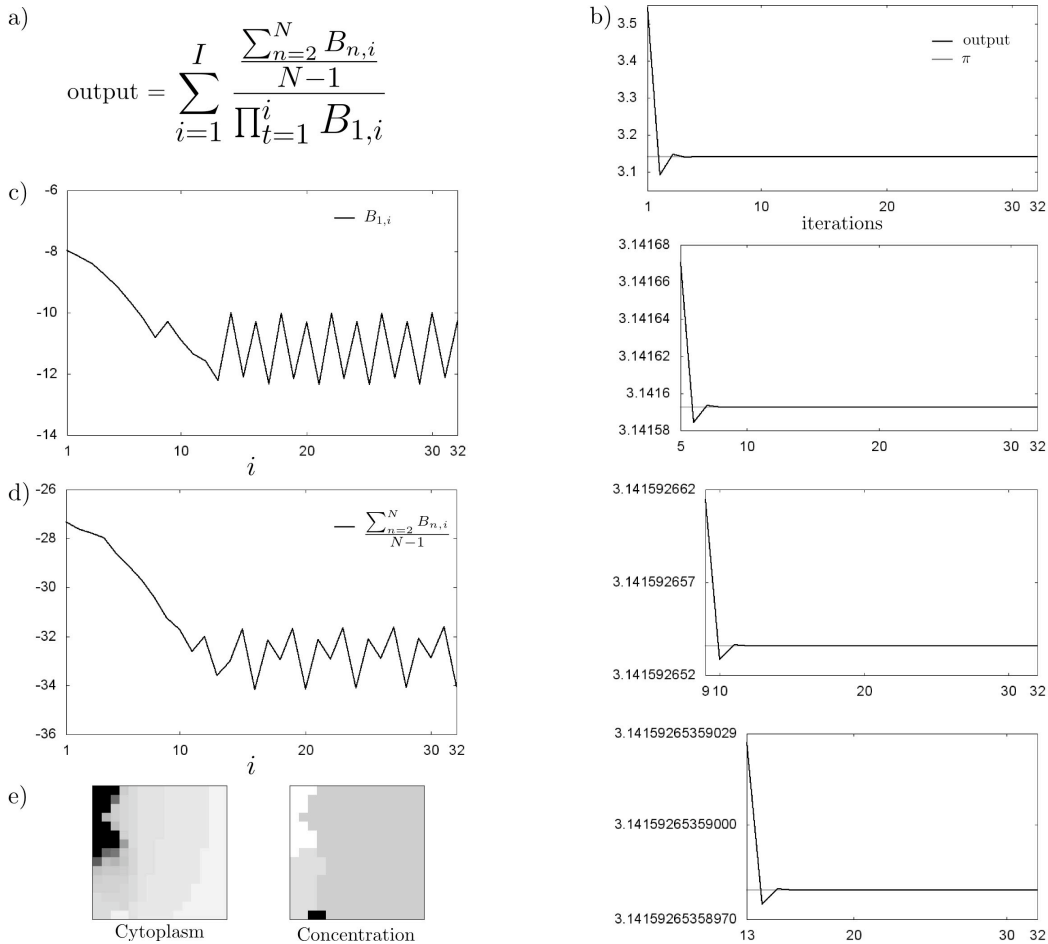 a)
output = \sum_{i=1}^{I} \frac{\frac{\sum_{n=2}^{N} B_{n,i}}{N-1}}{\prod_{t=1}^{i} B_{1,i}}
b)
3.5
3.4
3.3
3.2
3.1
output
π
1 10 20 30 32
iterations
3.14168
3.14166
3.14164
3.14162
3.1416
3.14158
5 10 20 30 32
3.141592662
3.141592657
3.141592652
9 10 20 30 32
3.14159265359029
3.14159265359000
3.14159265358970
13 20 30 32
c)
-6
-8
-10
-12
-14
B_{1,i}
1 10 20 30 32
i
d)
-26
-28
-30
-32
-34
-36
\frac{\sum_{n=2}^{N} B_{n,i}}{N-1}
1 10 20 30 32
i
e)
Cytoplasm
Concentration